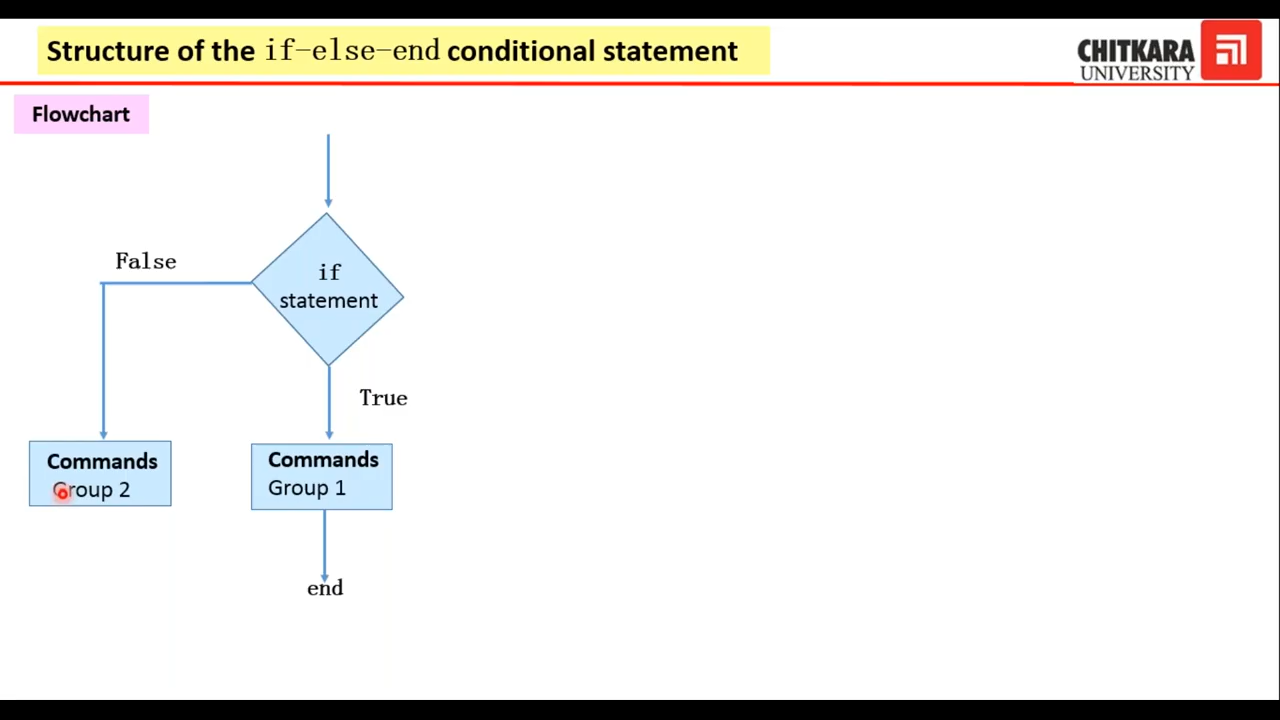 Structure of the if-else-end conditional statement
CHITKARA
UNIVERSITY
Flowchart
False
if
statement
True
Commands
Group 2
Commands
Group 1
end